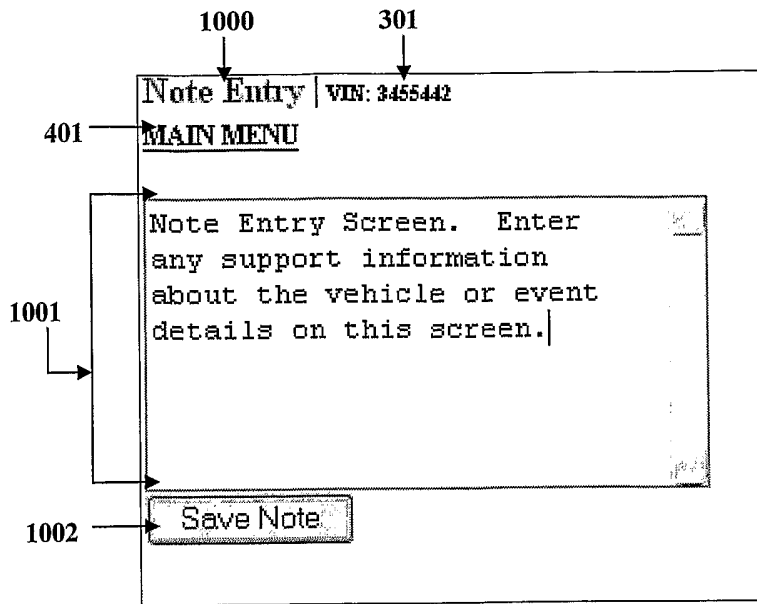 1000 301
Note Entry | VIN: 3455442
401 MAIN MENU
Note Entry Screen. Enter
any support information
about the vehicle or event
details on this screen.
1001
1002 Save Note